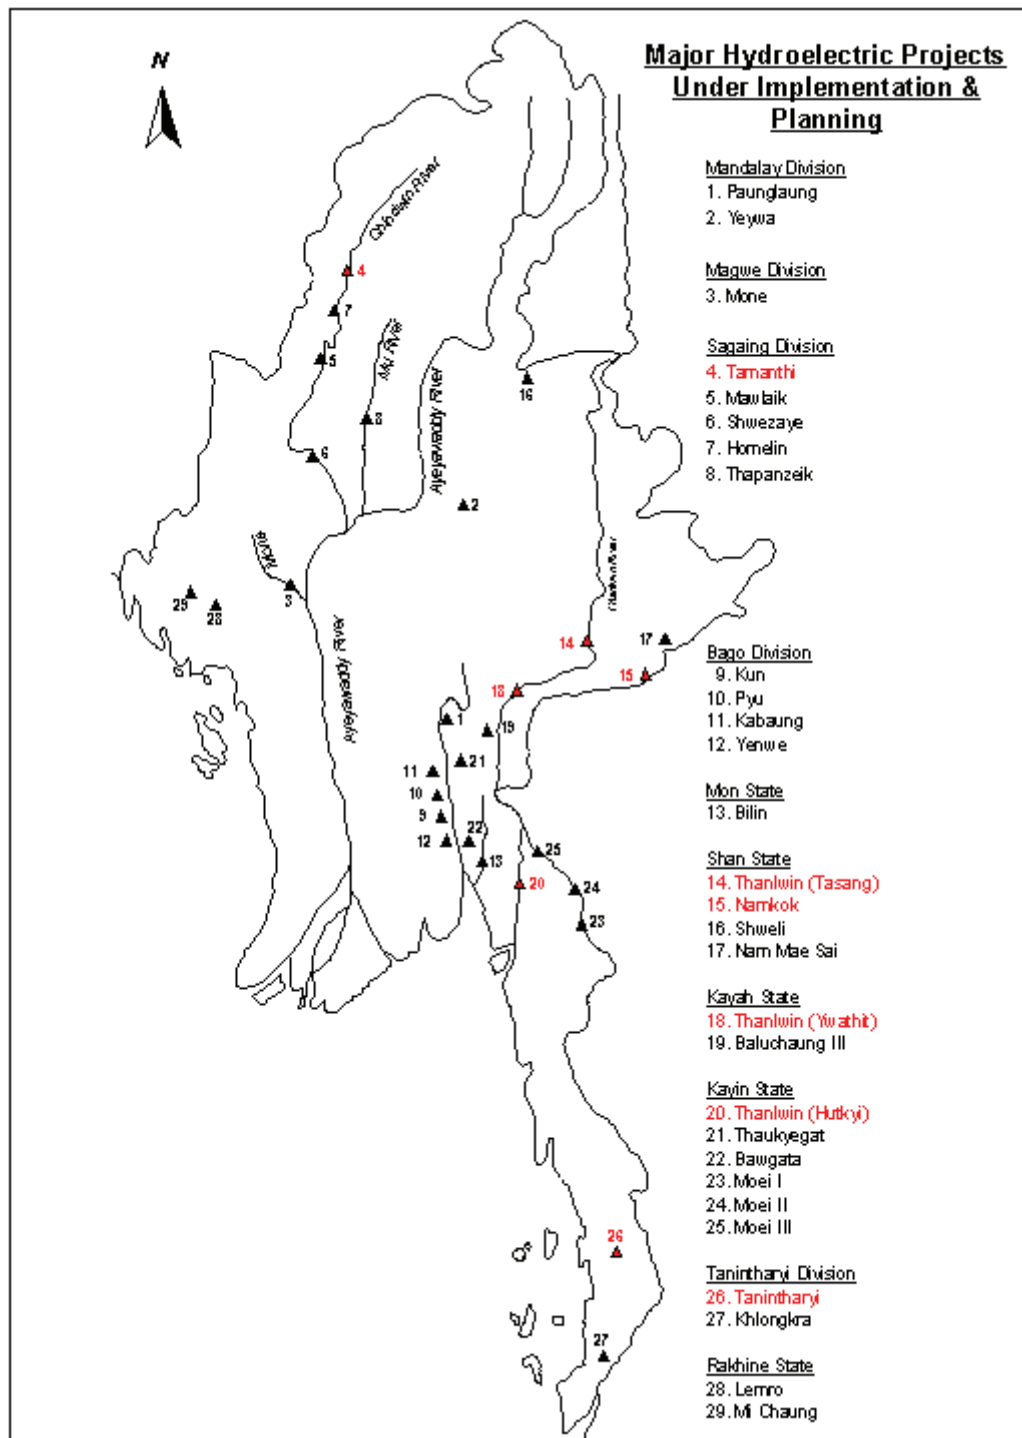 Major Hydroelectric Projects
Under Implementation &
Planning
N
Mandalay Division
1. Paunglaung
2. Yeywa
Magwe Division
3. Mone
Sagaing Division
4. Tamanthi
5. Mawlaik
6. Shwezaye
7. Homelin
8. Thapanzeik
Bago Division
9. Kun
10. Pyu
11. Kabaung
12. Yenwe
Mon State
13. Bilin
Shan State
14. Thanlwin (Tasang)
15. Namkok
16. Shweli
17. Nam Mae Sai
Kayah State
18. Thanlwin (Ywathit)
19. Baluchaung III
Kayin State
20. Thanlwin (Hutkyi)
21. Thaukyegat
22. Bawgata
23. Moei I
24. Moei II
25. Moei III
Tanintharyi Division
26. Tanintharyi
27. Khlongkra
Rakhine State
28. Lemro
29. Mi Chaung
Chindwin River
4
7
Mu River
5
Ayeyawaddy River
16
8
6
2
Mone
3
29
28
Thanlwin River
14
17
15
Ayeyawaddy River
18
1
19
21
11
10
9
12
22
13
25
20
24
23
26
27